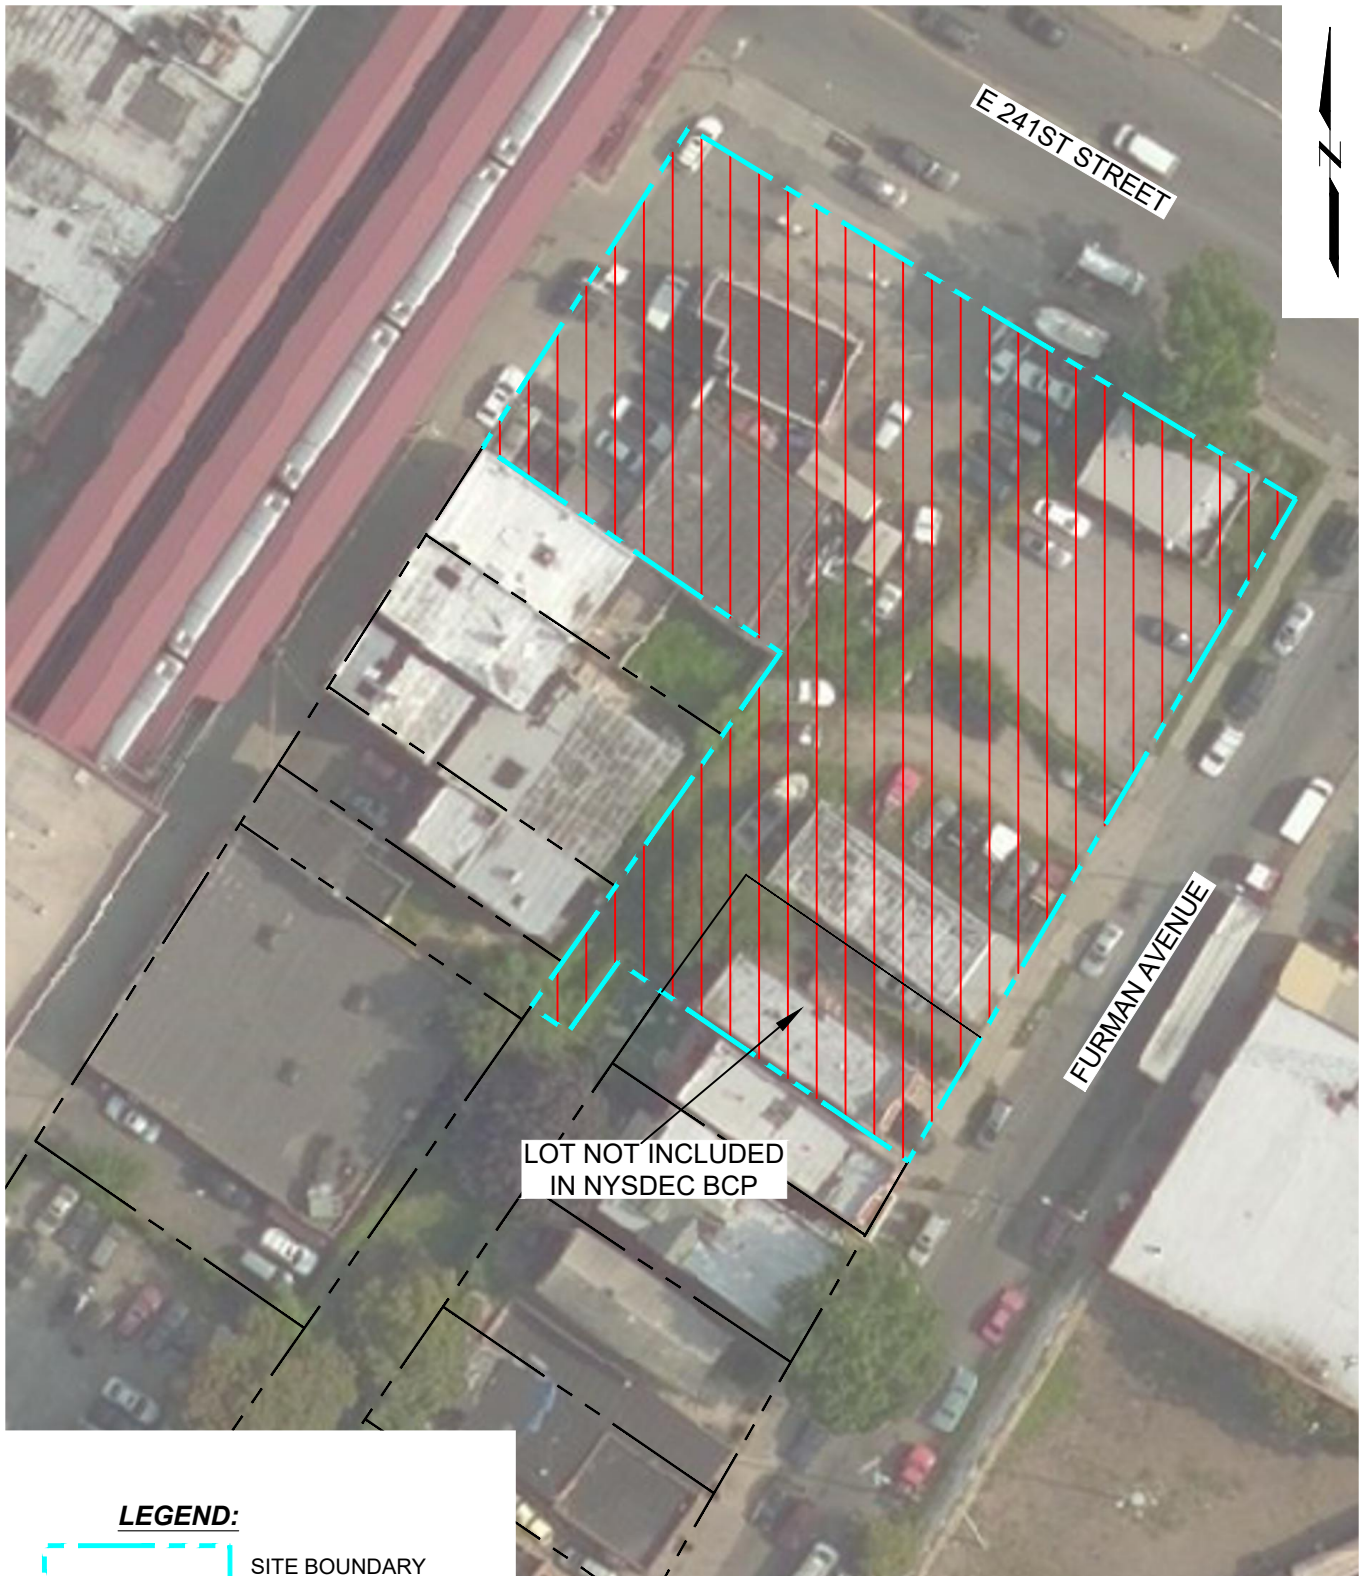 E 241ST STREET
N
FURMAN AVENUE
LOT NOT INCLUDED
IN NYSDEC BCP
LEGEND:
SITE BOUNDARY